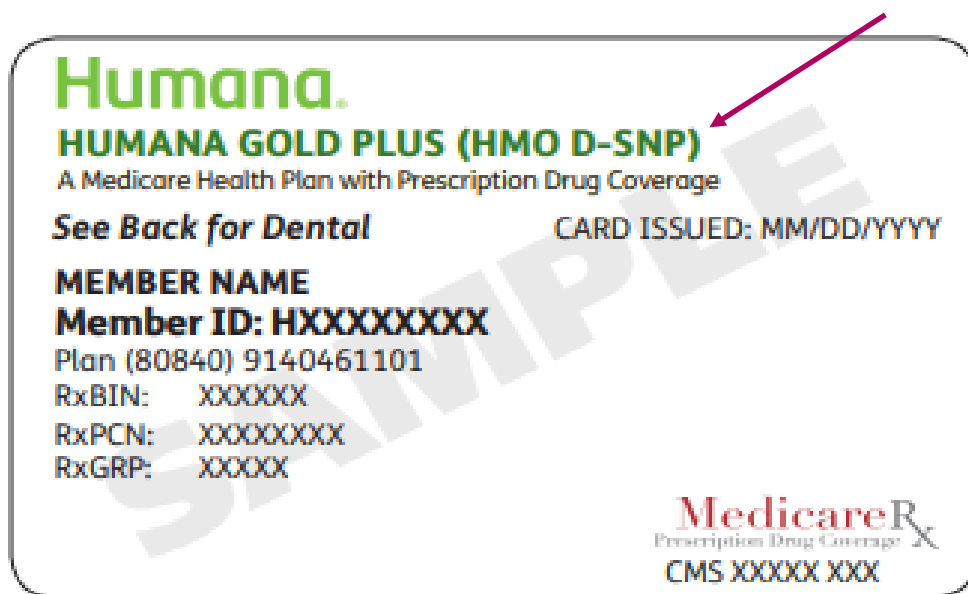 Humana.
HUMANA GOLD PLUS (HMO D-SNP)
A Medicare Health Plan with Prescription Drug Coverage
See Back for Dental CARD ISSUED: MM/DD/YYYY
MEMBER NAME
Member ID: HXXXXXXXX
Plan (80840) 9140461101
RxBIN: XXXXXX
RxPCN: XXXXXXXX
RxGRP: XXXXX
SAMPLE
MedicareRx
Prescription Drug Coverage
CMS XXXXX XXX